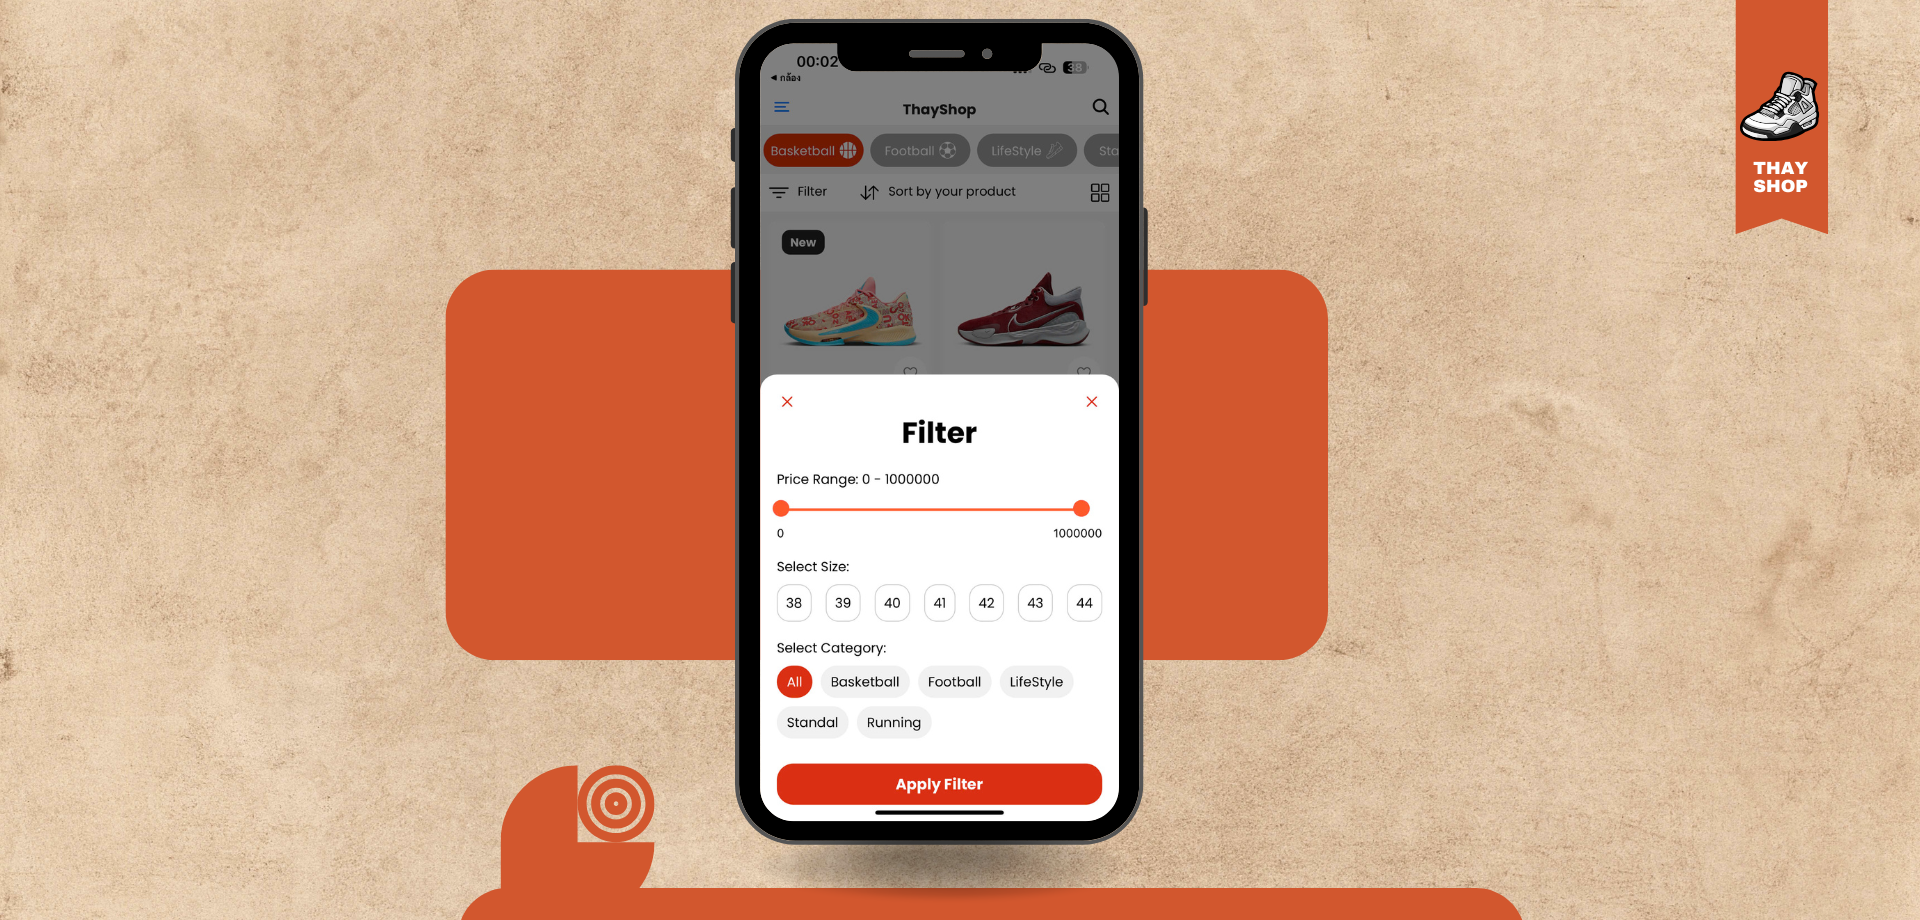 00:02
38
◀ กล้อง
ThayShop
Basketball
Football
LifeStyle
Sta
Filter
Sort by your product
New
Filter
Price Range: 0 - 1000000
0
1000000
Select Size:
38
39
40
41
42
43
44
Select Category:
All
Basketball
Football
LifeStyle
Standal
Running
Apply Filter
THAY
SHOP